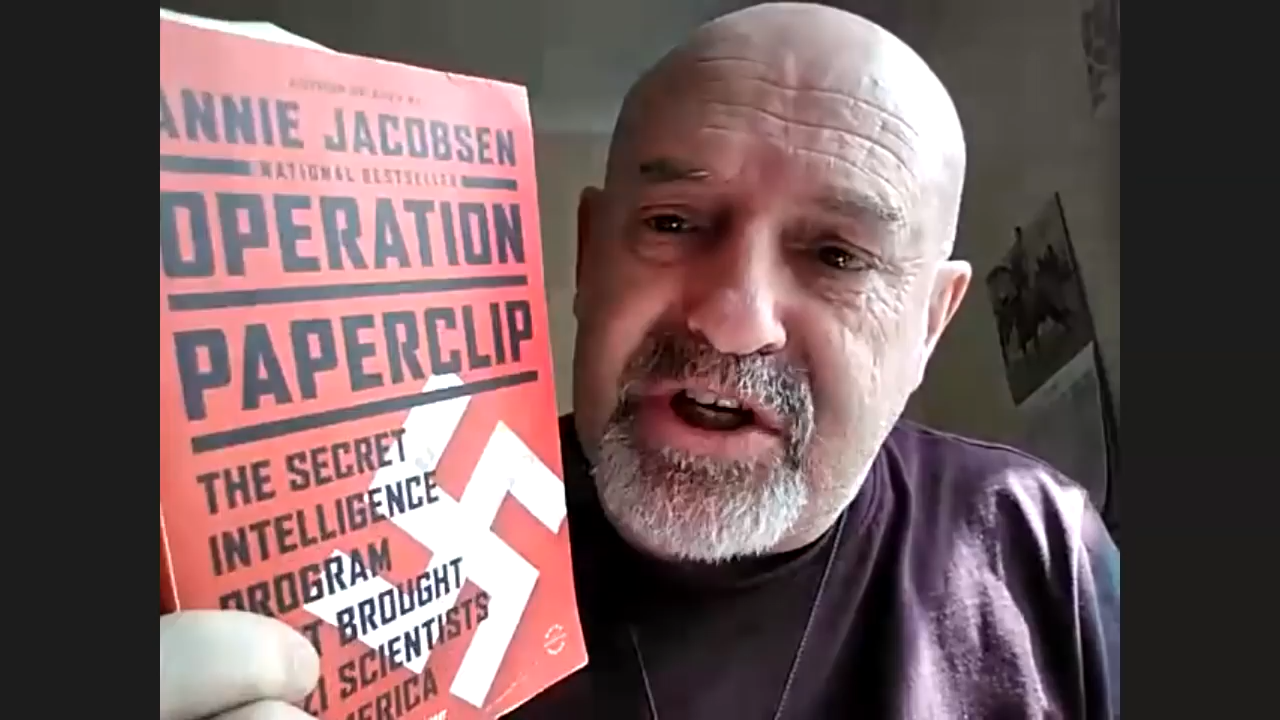 ANNIE JACOBSEN
NATIONAL BESTSELLER
OPERATION
PAPERCLIP
THE SECRET
INTELLIGENCE
PROGRAM
BROUGHT
SCIENTISTS